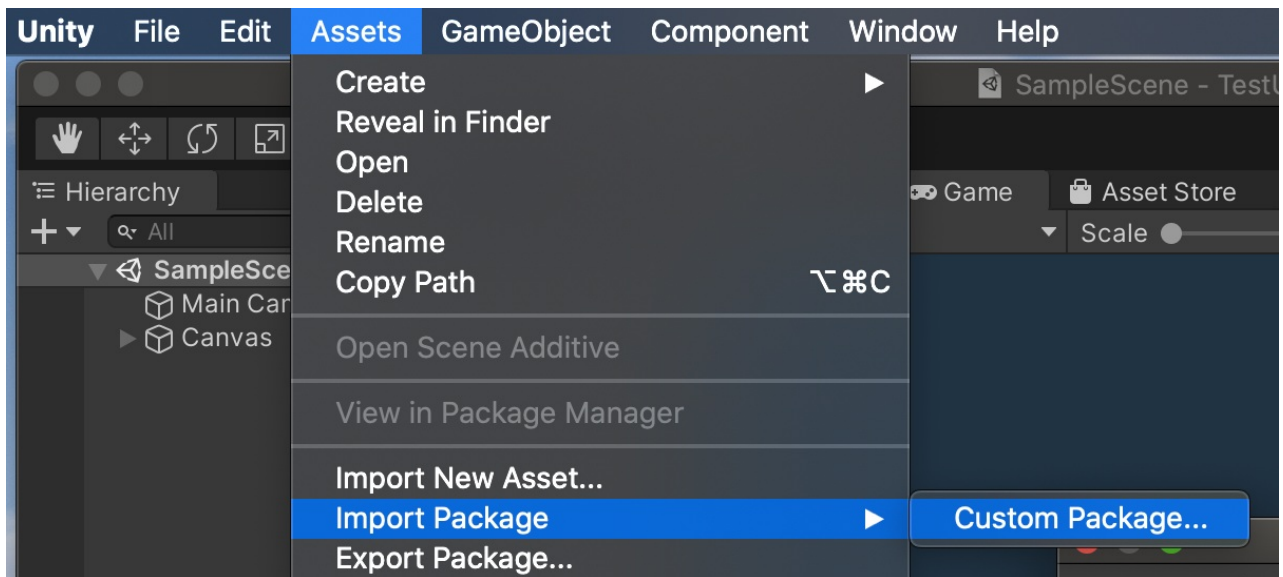 Unity File Edit Assets GameObject Component Window Help
SampleScene - TestU
Hierarchy
Game
Asset Store
All
Scale
SampleSce
Main Car
Canvas
Create
Reveal in Finder
Open
Delete
Rename
Copy Path ⌥⌘C
Open Scene Additive
View in Package Manager
Import New Asset...
Import Package
Custom Package...
Export Package...